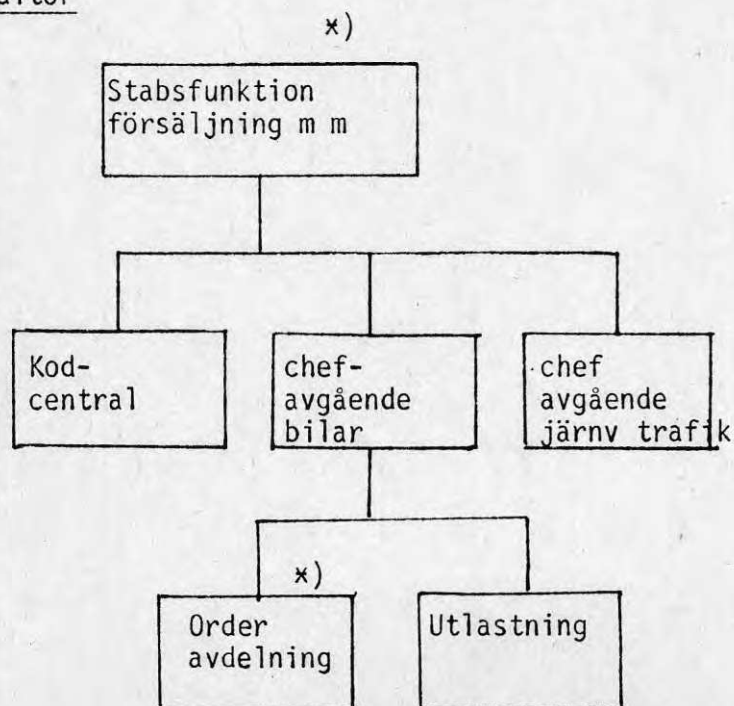 *)
Stabsfunktion
försäljning m m
Kod-
central
chef-
avgående
bilar
chef
avgående
järnv trafik
*)
Order
avdelning
Utlastning